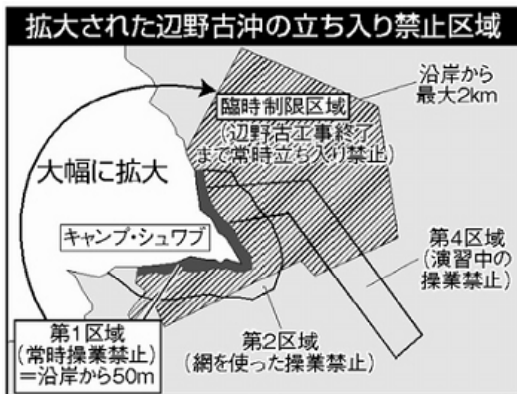 拡大された辺野古沖の立ち入り禁止区域
沿岸から
最大2km
臨時制限区域
(辺野古工事終了
まで常時立ち入り禁止)
大幅に拡大
キャンプ・シュワブ
第4区域
(演習中の
操業禁止)
第1区域
(常時操業禁止)
=沿岸から50m
第2区域
(網を使った操業禁止)